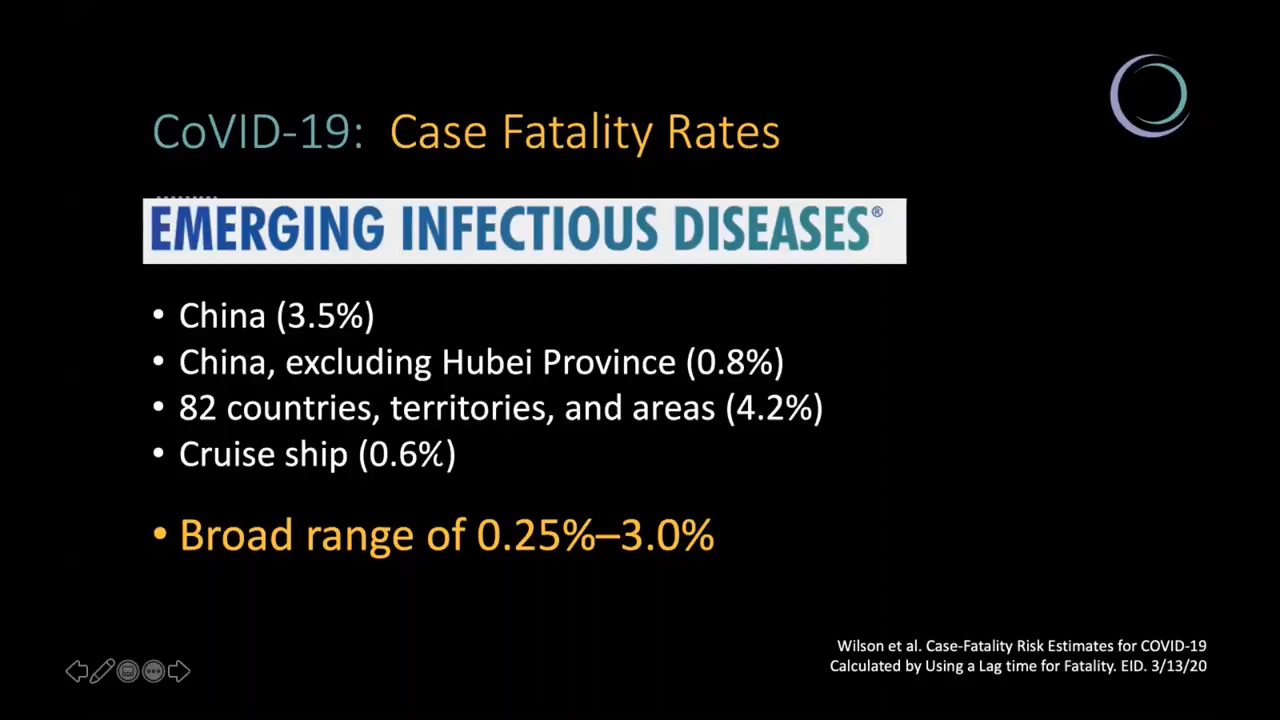 CoVID-19: Case Fatality Rates
EMERGING INFECTIOUS DISEASES®
• China (3.5%)
• China, excluding Hubei Province (0.8%)
• 82 countries, territories, and areas (4.2%)
• Cruise ship (0.6%)
• Broad range of 0.25%–3.0%
Wilson et al. Case-Fatality Risk Estimates for COVID-19
Calculated by Using a Lag time for Fatality. EID. 3/13/20